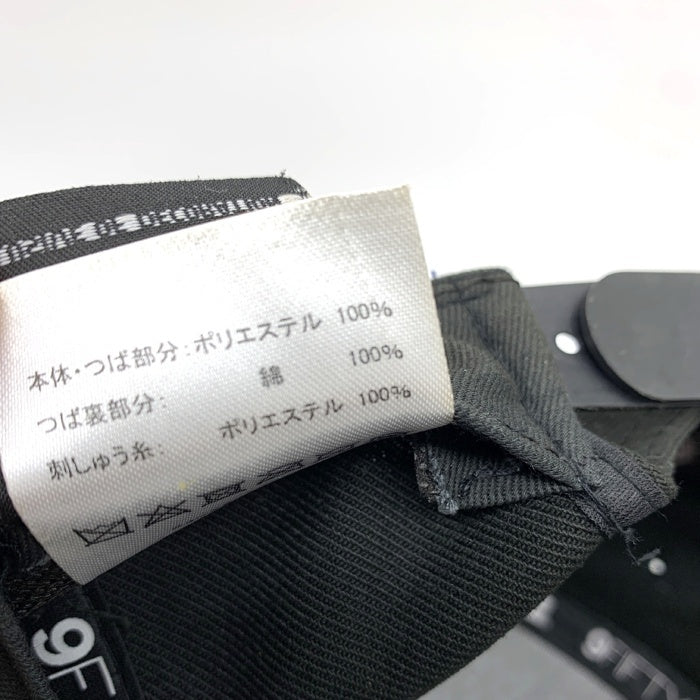 本体・つば部分：ポリエステル 100%
つば裏部分： 綿 100%
刺しゅう糸： ポリエステル 100%
9F
9FIFTY